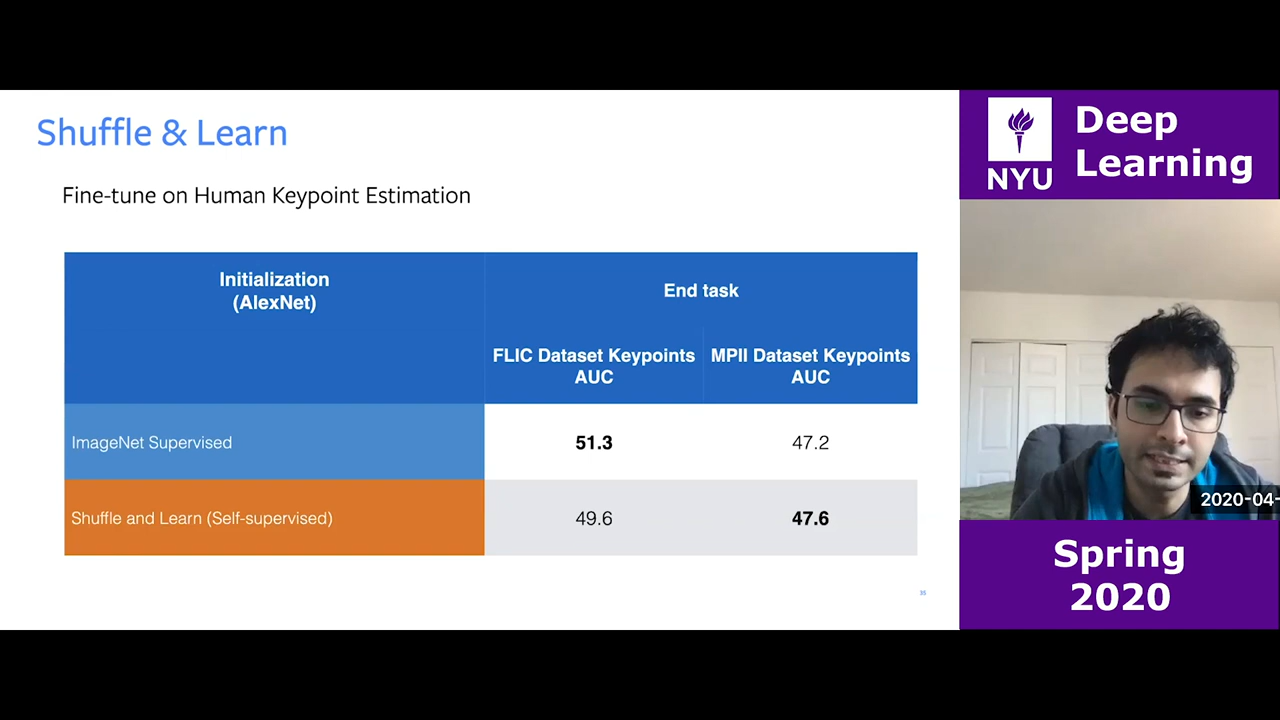 Shuffle & Learn
Fine-tune on Human Keypoint Estimation
Initialization
(AlexNet)
End task
FLIC Dataset Keypoints
AUC
MPII Dataset Keypoints
AUC
ImageNet Supervised
51.3
47.2
Shuffle and Learn (Self-supervised)
49.6
47.6
NYU
Deep
Learning
2020-04-
Spring
2020